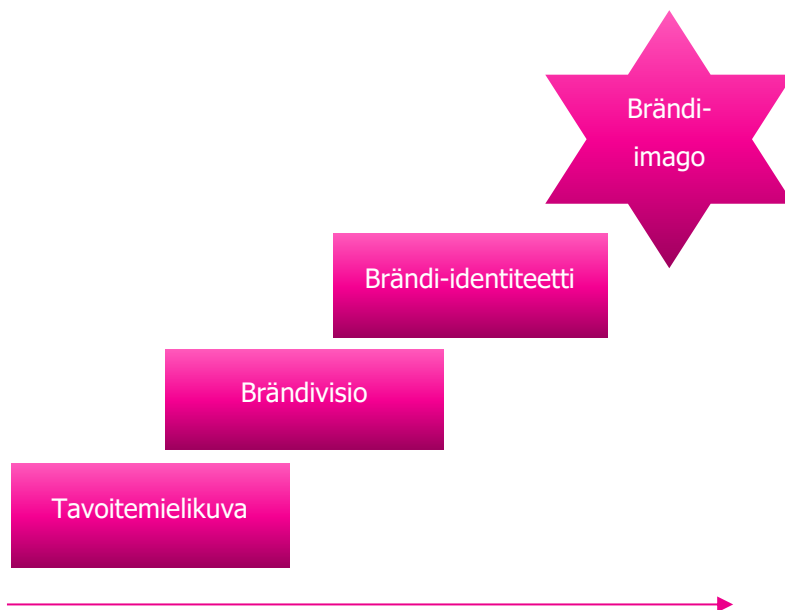 Brändi-
imago
Brändi-identiteetti
Brändivisio
Tavoitemielikuva